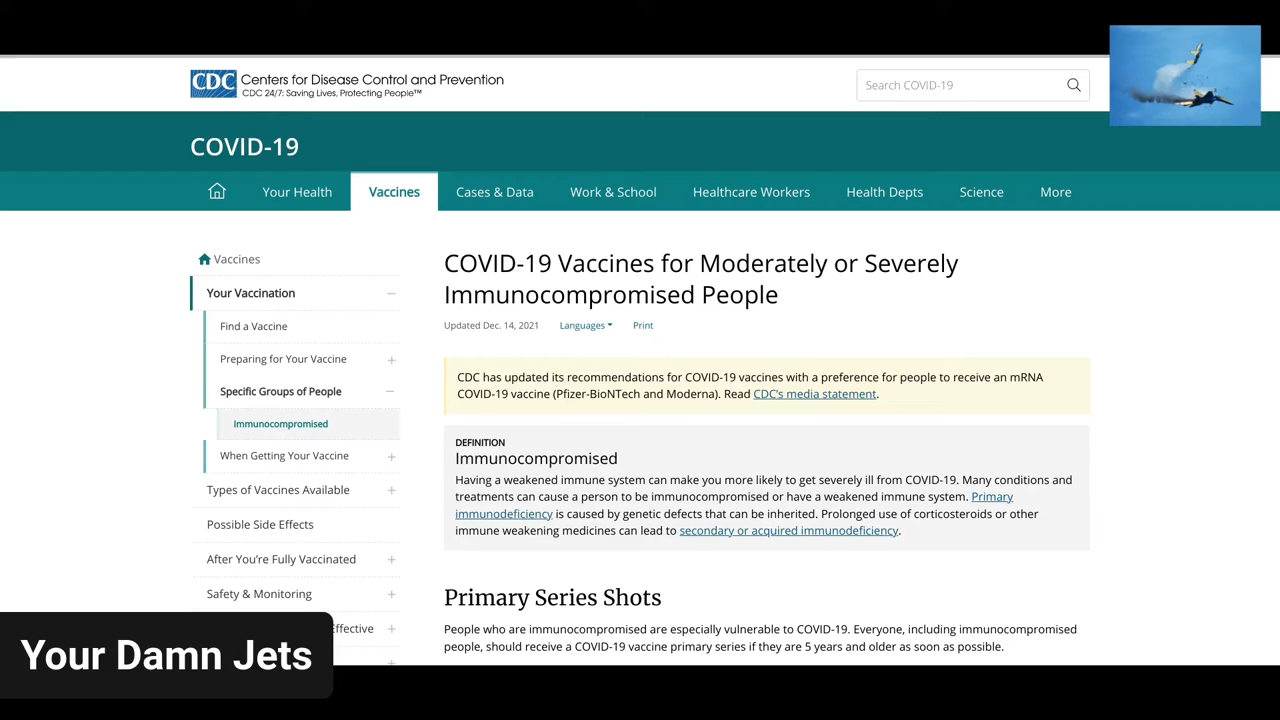 CDC Centers for Disease Control and Prevention
CDC 24/7: Saving Lives, Protecting People™
Search COVID-19
COVID-19
Your Health Vaccines Cases & Data Work & School Healthcare Workers Health Depts Science More
Vaccines
Your Vaccination
Find a Vaccine
Preparing for Your Vaccine
Specific Groups of People
Immunocompromised
When Getting Your Vaccine
Types of Vaccines Available
Possible Side Effects
After You’re Fully Vaccinated
Safety & Monitoring
ffective
COVID-19 Vaccines for Moderately or Severely
Immunocompromised People
Updated Dec. 14, 2021 Languages Print
CDC has updated its recommendations for COVID-19 vaccines with a preference for people to receive an mRNA
COVID-19 vaccine (Pfizer-BioNTech and Moderna). Read CDC’s media statement.
DEFINITION
Immunocompromised
Having a weakened immune system can make you more likely to get severely ill from COVID-19. Many conditions and
treatments can cause a person to be immunocompromised or have a weakened immune system. Primary
immunodeficiency is caused by genetic defects that can be inherited. Prolonged use of corticosteroids or other
immune weakening medicines can lead to secondary or acquired immunodeficiency.
Primary Series Shots
People who are immunocompromised are especially vulnerable to COVID-19. Everyone, including immunocompromised
people, should receive a COVID-19 vaccine primary series if they are 5 years and older as soon as possible.
Your Damn Jets